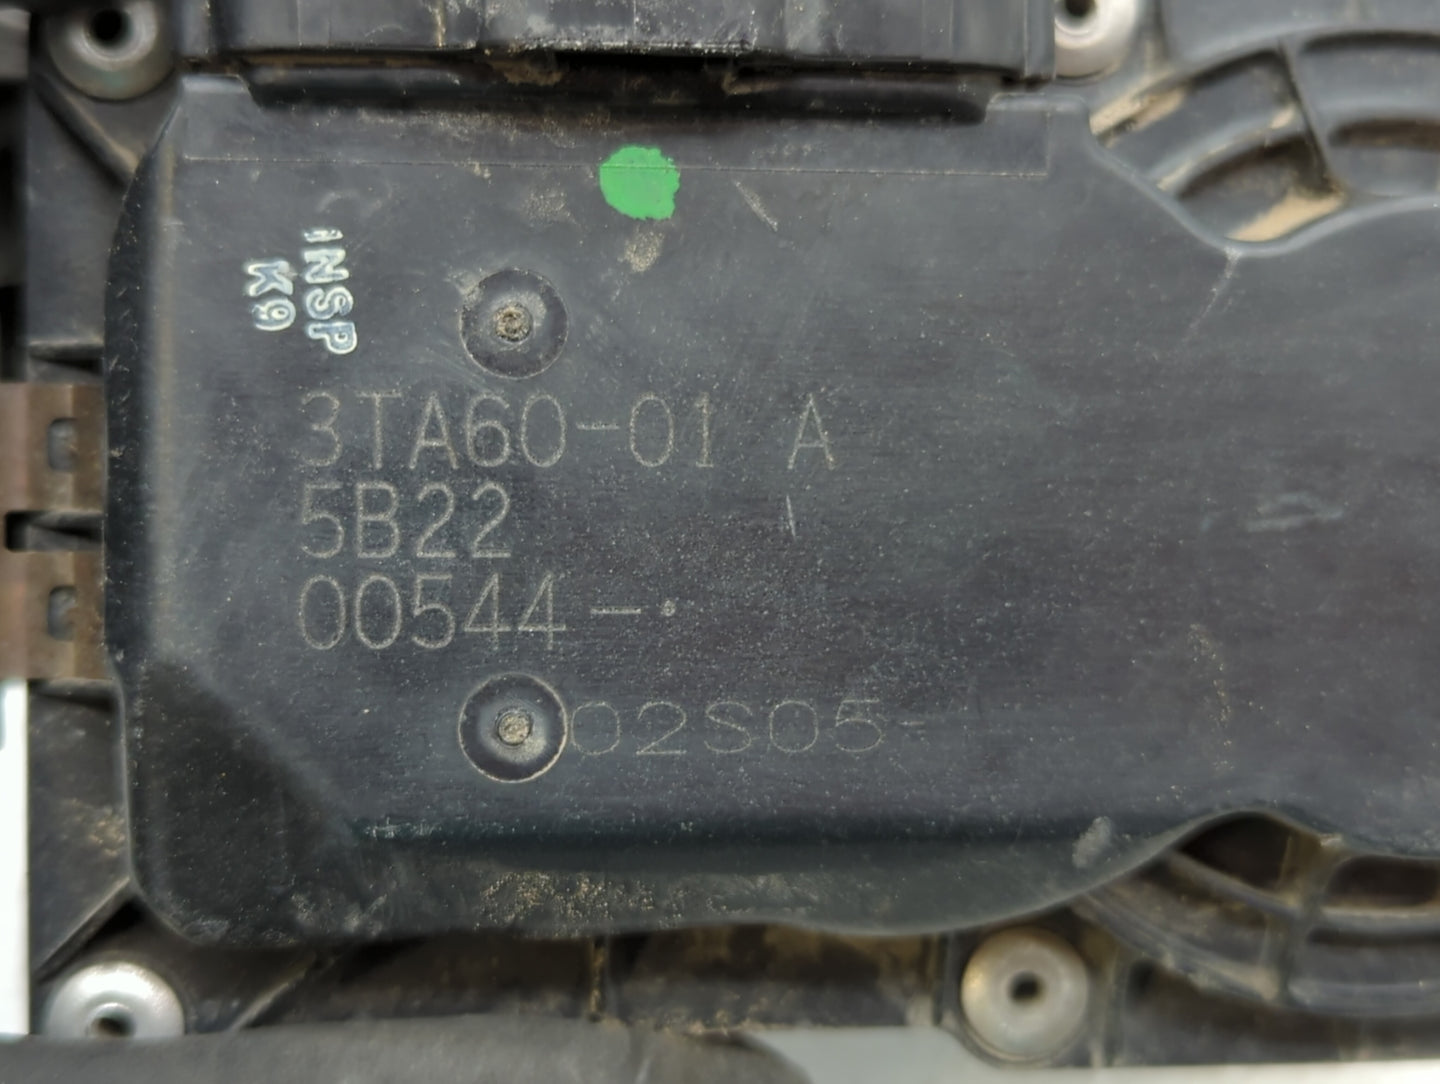 INSP
K9
3TA60-01 A
5B22
00544-·
02S05-